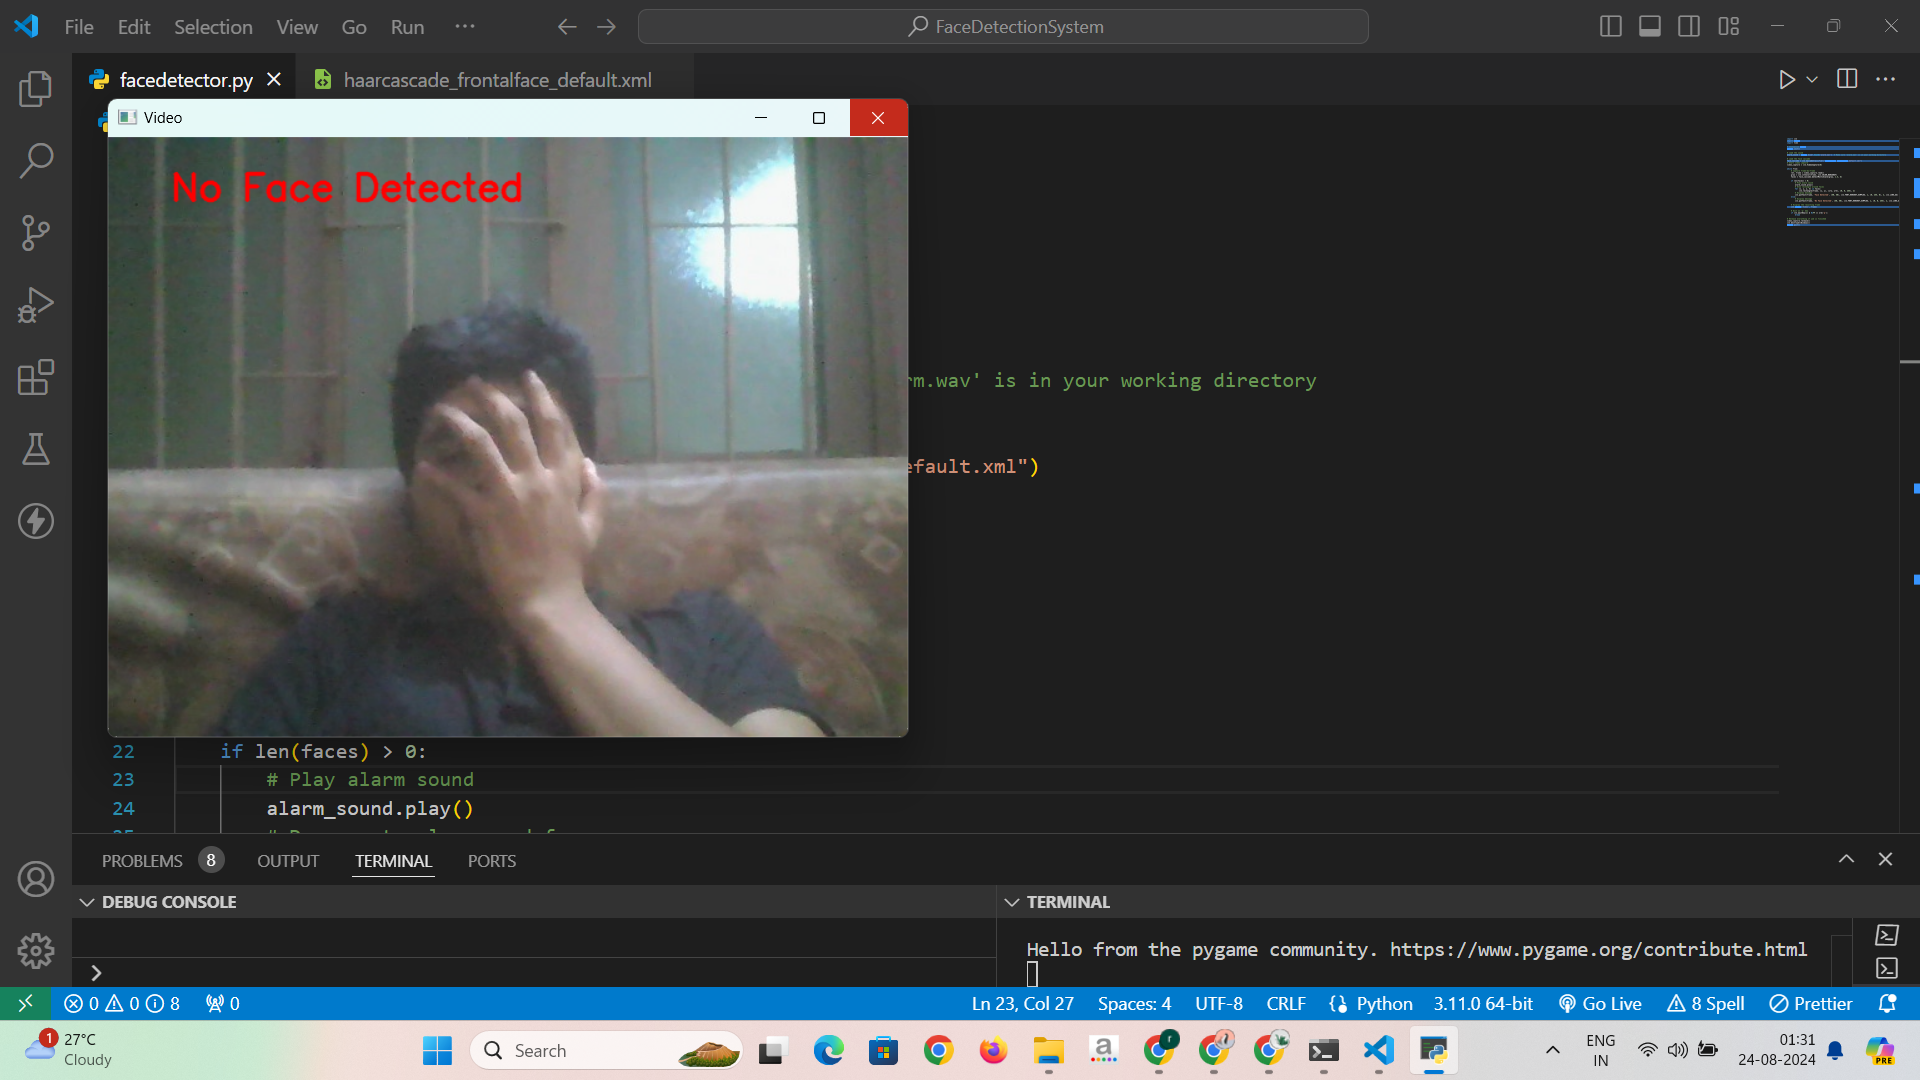 File Edit Selection View Go Run ···
FaceDetectionSystem
facedetector.py
haarcascade_frontalface_default.xml
Video
No Face Detected
rm.wav' is in your working directory
efault.xml")
22 if len(faces) > 0:
23 # Play alarm sound
24 alarm_sound.play()
PROBLEMS 8 OUTPUT TERMINAL PORTS
DEBUG CONSOLE
TERMINAL
Hello from the pygame community. https://www.pygame.org/contribute.html
0 0 8 0
Ln 23, Col 27 Spaces: 4 UTF-8 CRLF Python 3.11.0 64-bit Go Live 8 Spell Prettier
1
27°C
Cloudy
Search
a
r
ENG
IN
01:31
24-08-2024
PRE